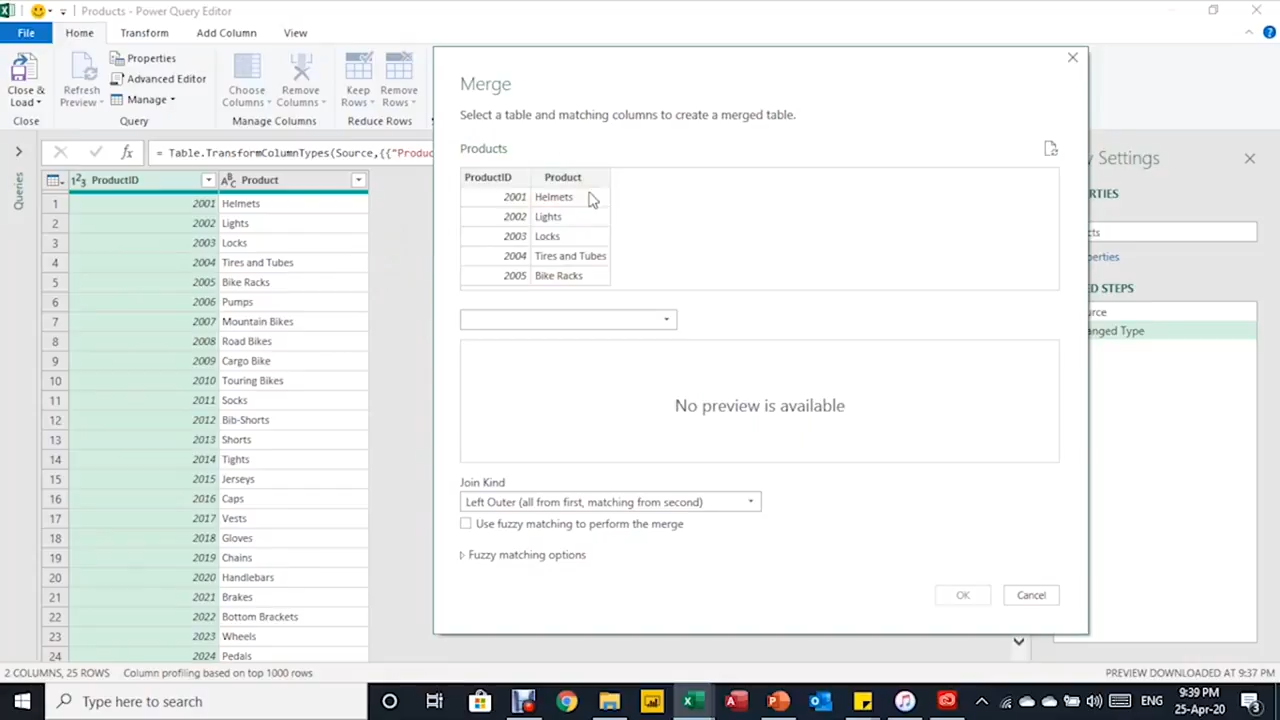 Products - Power Query Editor
File
Home
Transform
Add Column
View
Close & Load
Close
Refresh Preview
Properties
Advanced Editor
Manage
Query
Choose Columns
Remove Columns
Manage Columns
Keep Rows
Remove Rows
Reduce Rows
Queries
fx
= Table.TransformColumnTypes(Source,{{"Produc
123 ProductID
ABC Product
1 2001 Helmets
2 2002 Lights
3 2003 Locks
4 2004 Tires and Tubes
5 2005 Bike Racks
6 2006 Pumps
7 2007 Mountain Bikes
8 2008 Road Bikes
9 2009 Cargo Bike
10 2010 Touring Bikes
11 2011 Socks
12 2012 Bib-Shorts
13 2013 Shorts
14 2014 Tights
15 2015 Jerseys
16 2016 Caps
17 2017 Vests
18 2018 Gloves
19 2019 Chains
20 2020 Handlebars
21 2021 Brakes
22 2022 Bottom Brackets
23 2023 Wheels
24 2024 Pedals
Merge
Select a table and matching columns to create a merged table.
Products
ProductID Product
2001 Helmets
2002 Lights
2003 Locks
2004 Tires and Tubes
2005 Bike Racks
No preview is available
Join Kind
Left Outer (all from first, matching from second)
Use fuzzy matching to perform the merge
Fuzzy matching options
OK
Cancel
y Settings
RTIES
cts
perties
D STEPS
urce
anged Type
2 COLUMNS, 25 ROWS
Column profiling based on top 1000 rows
PREVIEW DOWNLOADED AT 9:37 PM
Type here to search
ENG
9:39 PM
25-Apr-20
3